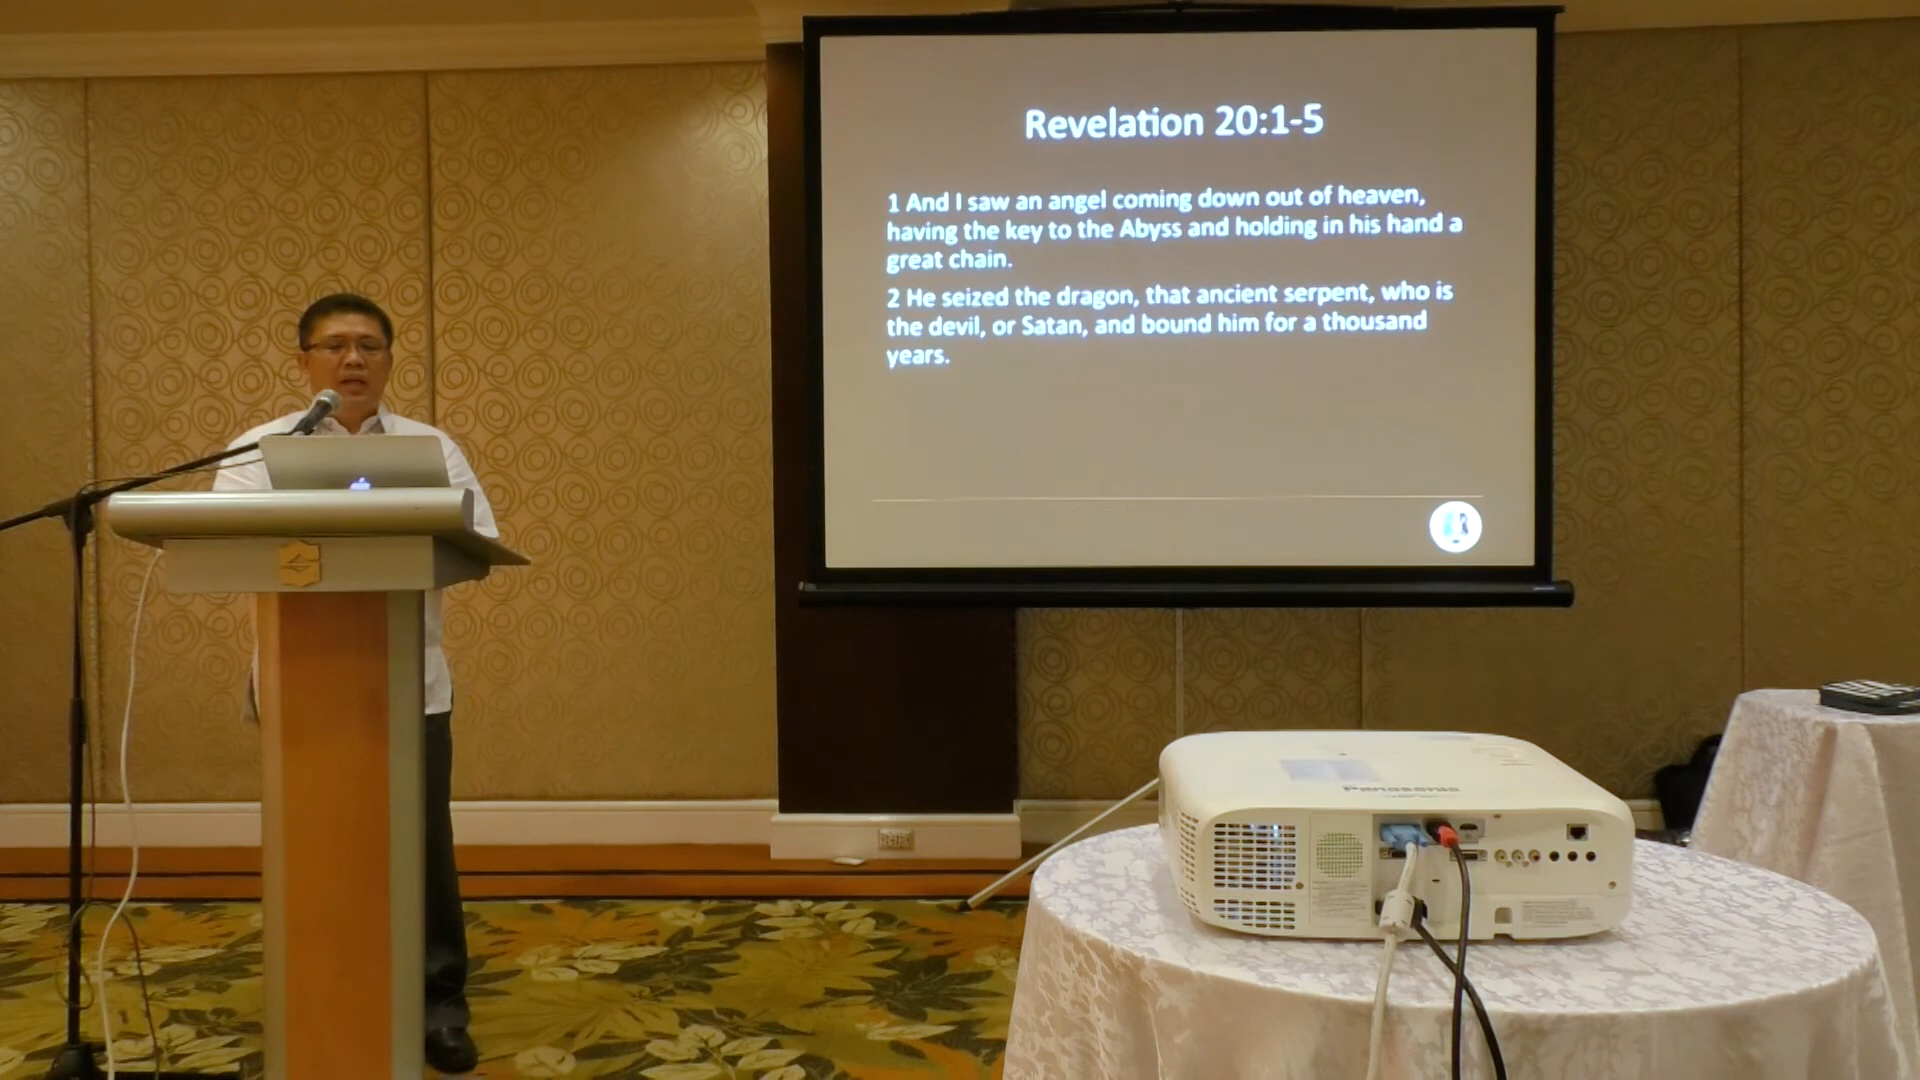 Revelation 20:1-5
1 And I saw an angel coming down out of heaven,
having the key to the Abyss and holding in his hand a
great chain.
2 He seized the dragon, that ancient serpent, who is
the devil, or Satan, and bound him for a thousand
years.
Panasonic